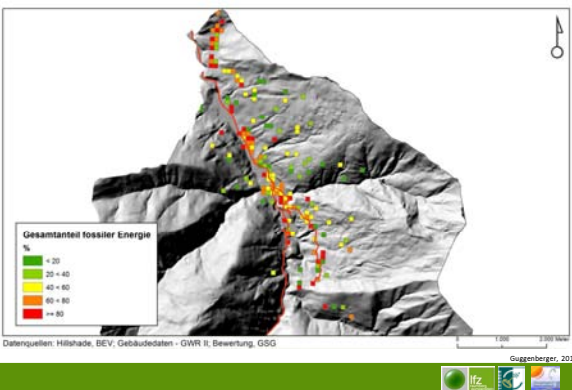 Gesamtanteil fossiler Energie
%
< 20
20 < 40
40 < 60
60 < 80
>= 80
Datenquellen: Hillshade, BEV; Gebäudedaten - GWR II; Bewertung, GSG
0 1.000 2.000 Meter
Guggenberger, 201
lfz